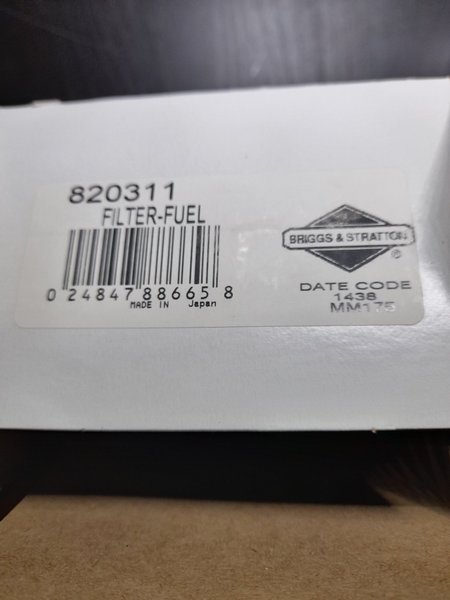 820311
FILTER-FUEL
0 24847 88665 8
MADE IN Japan
BRIGGS & STRATTON
®
DATE CODE
1438
MM175